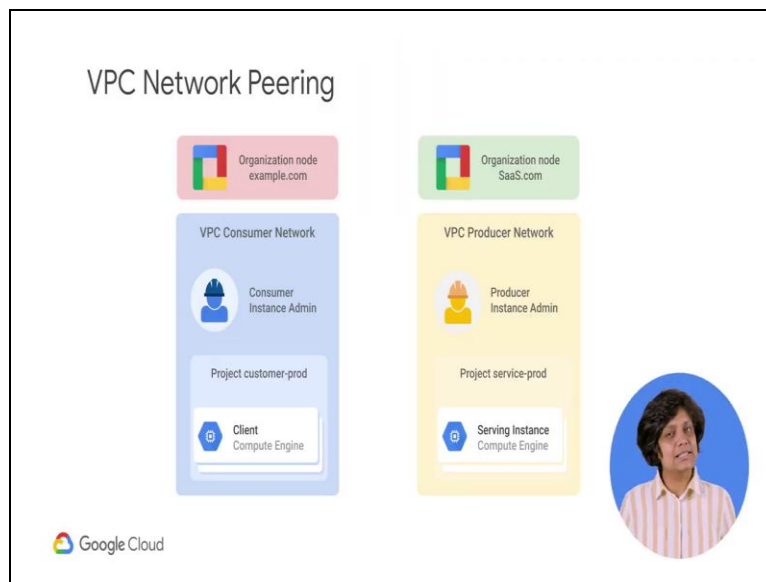 VPC Network Peering
Organization node
example.com
Organization node
SaaS.com
VPC Consumer Network
Consumer
Instance Admin
Project customer-prod
Client
Compute Engine
VPC Producer Network
Producer
Instance Admin
Project service-prod
Serving Instance
Compute Engine
Google Cloud